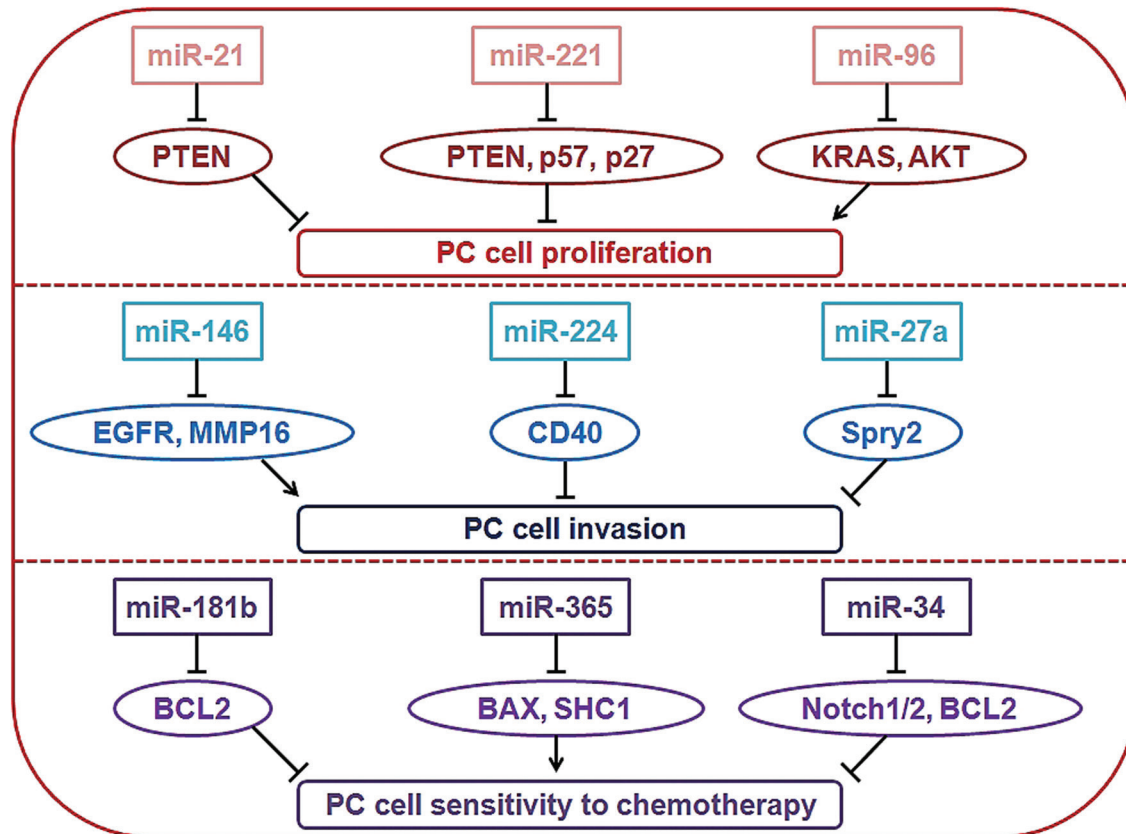 miR-21 miR-221 miR-96
PTEN PTEN, p57, p27 KRAS, AKT
PC cell proliferation
miR-146 miR-224 miR-27a
EGFR, MMP16 CD40 Spry2
PC cell invasion
miR-181b miR-365 miR-34
BCL2 BAX, SHC1 Notch1/2, BCL2
PC cell sensitivity to chemotherapy